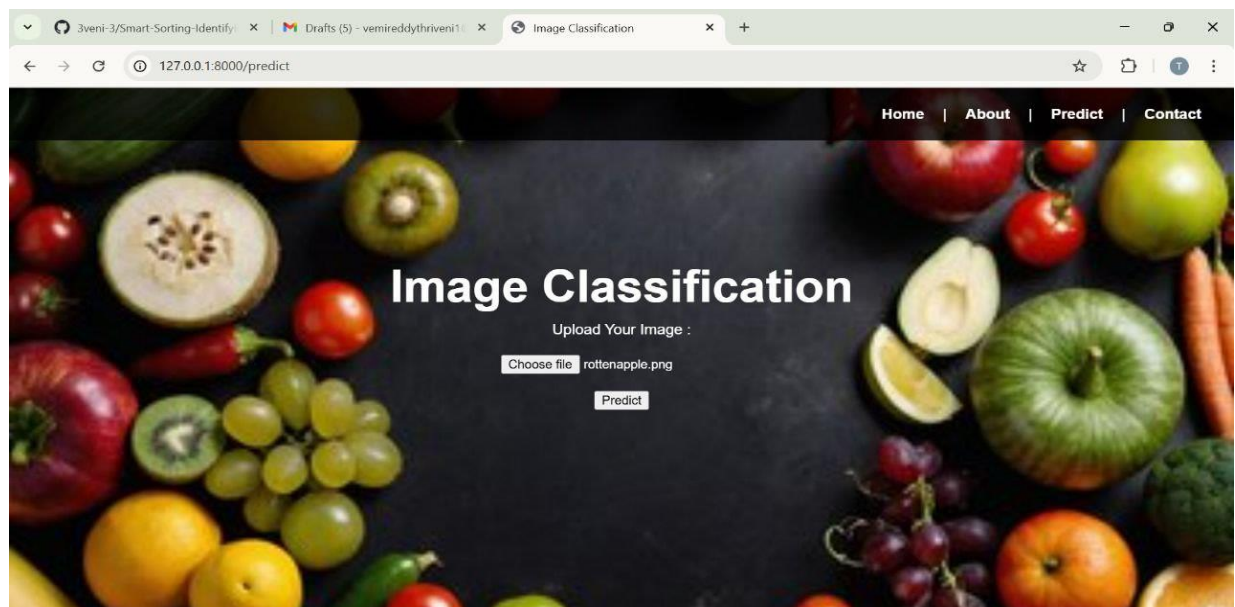 3veni-3/Smart-Sorting-Identify
Drafts (5) - vemireddythriveni1
Image Classification
127.0.0.1:8000/predict
T
Home | About | Predict | Contact
Image Classification
Upload Your Image :
Choose file rottenapple.png
Predict